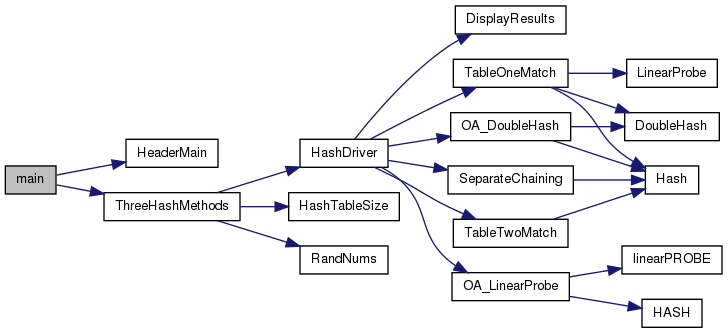 DisplayResults
TableOneMatch
LinearProbe
OA_DoubleHash
DoubleHash
HeaderMain
HashDriver
main
SeparateChaining
Hash
ThreeHashMethods
HashTableSize
TableTwoMatch
RandNums
linearPROBE
OA_LinearProbe
HASH